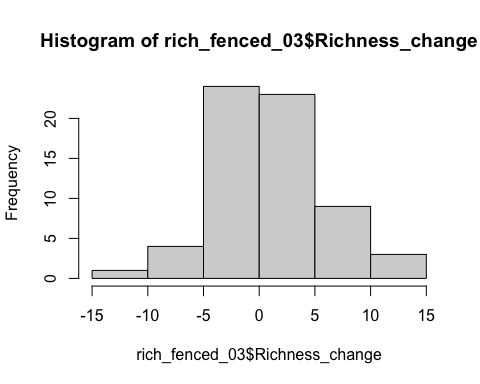 Histogram of rich_fenced_03$Richness_change
Frequency
20
15
10
5
0
-15 -10 -5 0 5 10 15
rich_fenced_03$Richness_change